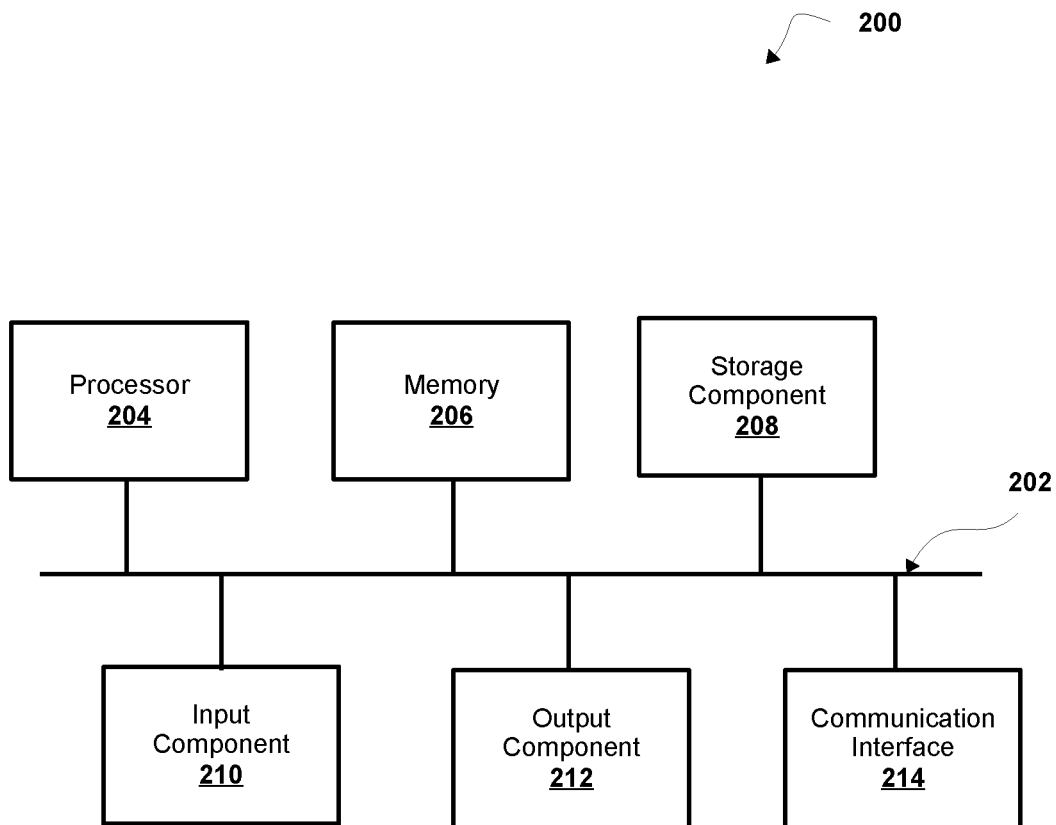 200
Processor
204
Memory
206
Storage
Component
208
202
Input
Component
210
Output
Component
212
Communication
Interface
214